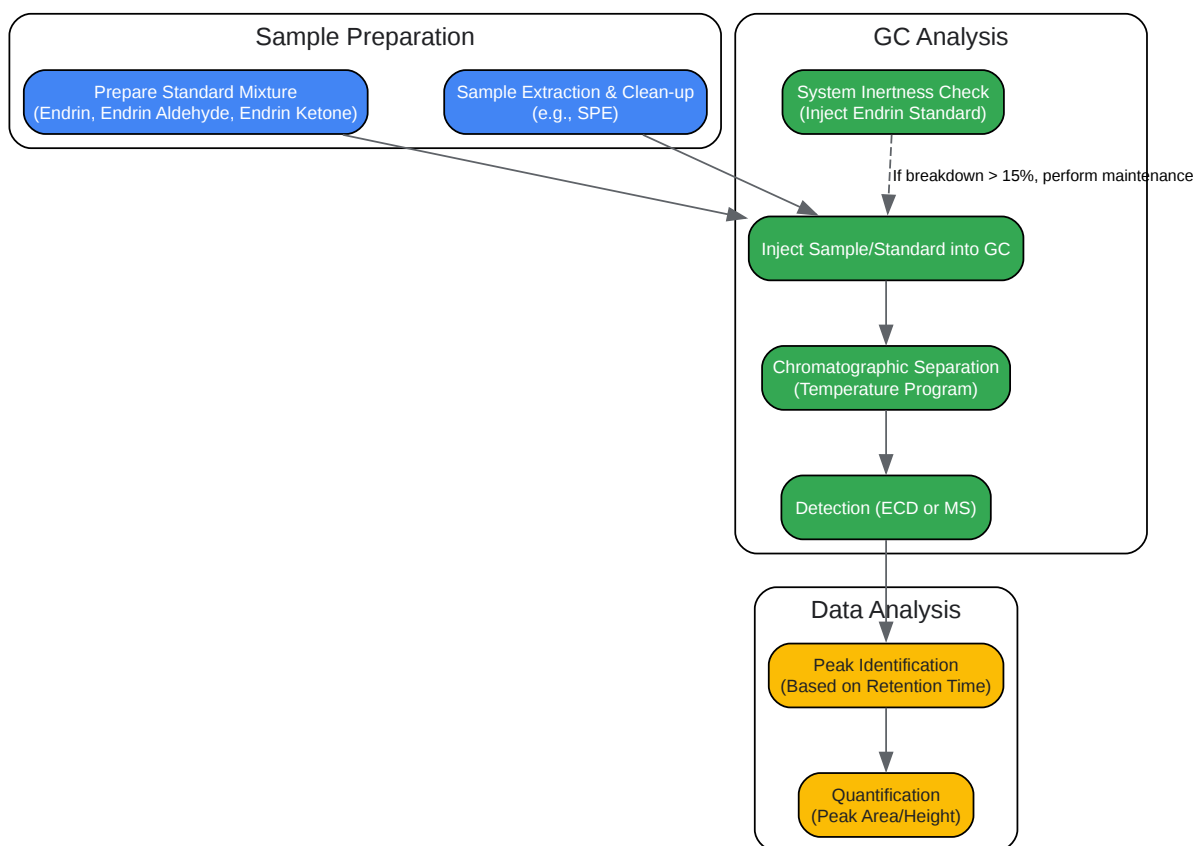 Sample Preparation
Prepare Standard Mixture
(Endrin, Endrin Aldehyde, Endrin Ketone)
Sample Extraction & Clean-up
(e.g., SPE)
GC Analysis
System Inertness Check
(Inject Endrin Standard)
If breakdown > 15%, perform maintenance
Inject Sample/Standard into GC
Chromatographic Separation
(Temperature Program)
Detection (ECD or MS)
Data Analysis
Peak Identification
(Based on Retention Time)
Quantification
(Peak Area/Height)